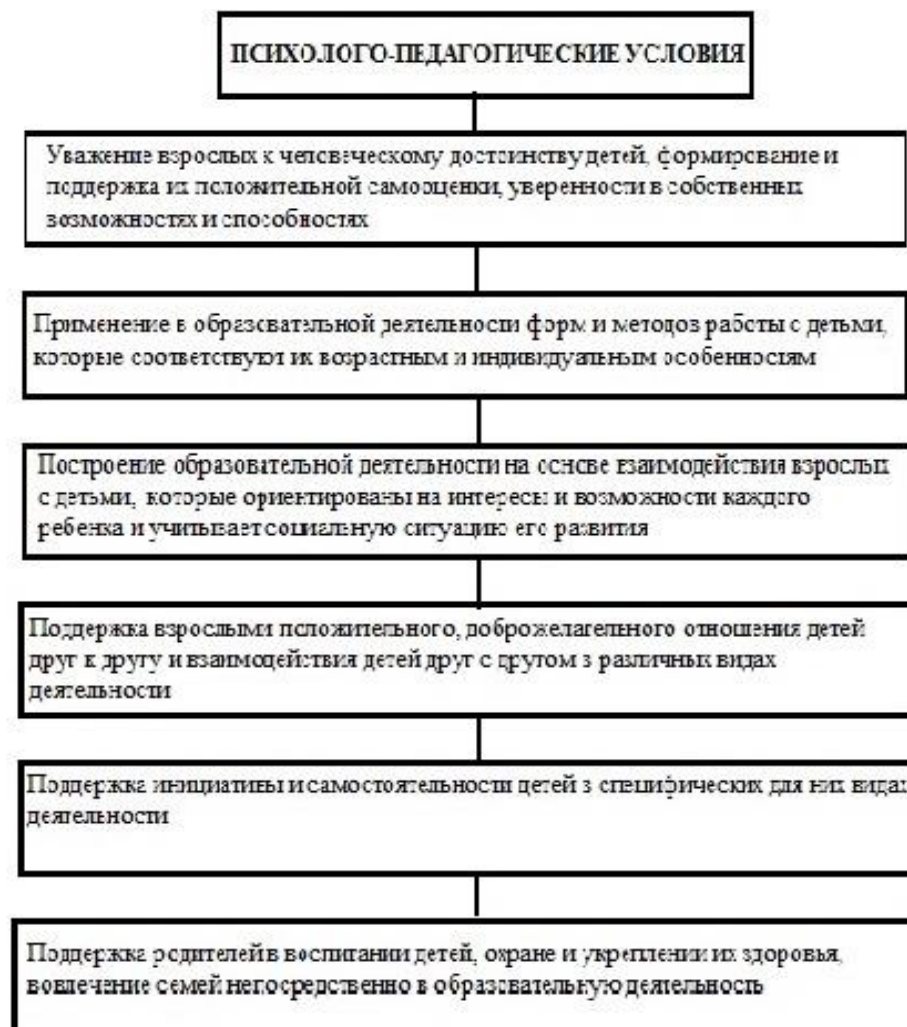 ПСИХОЛОГО-ПЕДАГОГИЧЕСКИЕ УСЛОВИЯ
Уважение взрослых к человеческому достоинству детей, формирование и
поддержка их положительной самооценки, уверенности в собственных
возможностях и способностях
Применение в образовательной деятельности форм и методов работы с детьми,
которые соответствуют их возрастным и индивидуальным особенностям
Построение образовательной деятельности на основе взаимодействия взрослых
с детьми, которые ориентированы на интересы и возможности каждого
ребенка и учитывает социальную ситуацию его развития
Поддержка взрослыми положительного, доброжелательного отношения детей
друг к другу и взаимодействия детей друг с другом в различных видах
деятельности
Поддержка инициативы и самостоятельности детей в специфических для них видах
деятельности
Поддержка родителей в воспитании детей, охране и укреплении их здоровья,
вовлечение семей непосредственно в образовательную деятельность